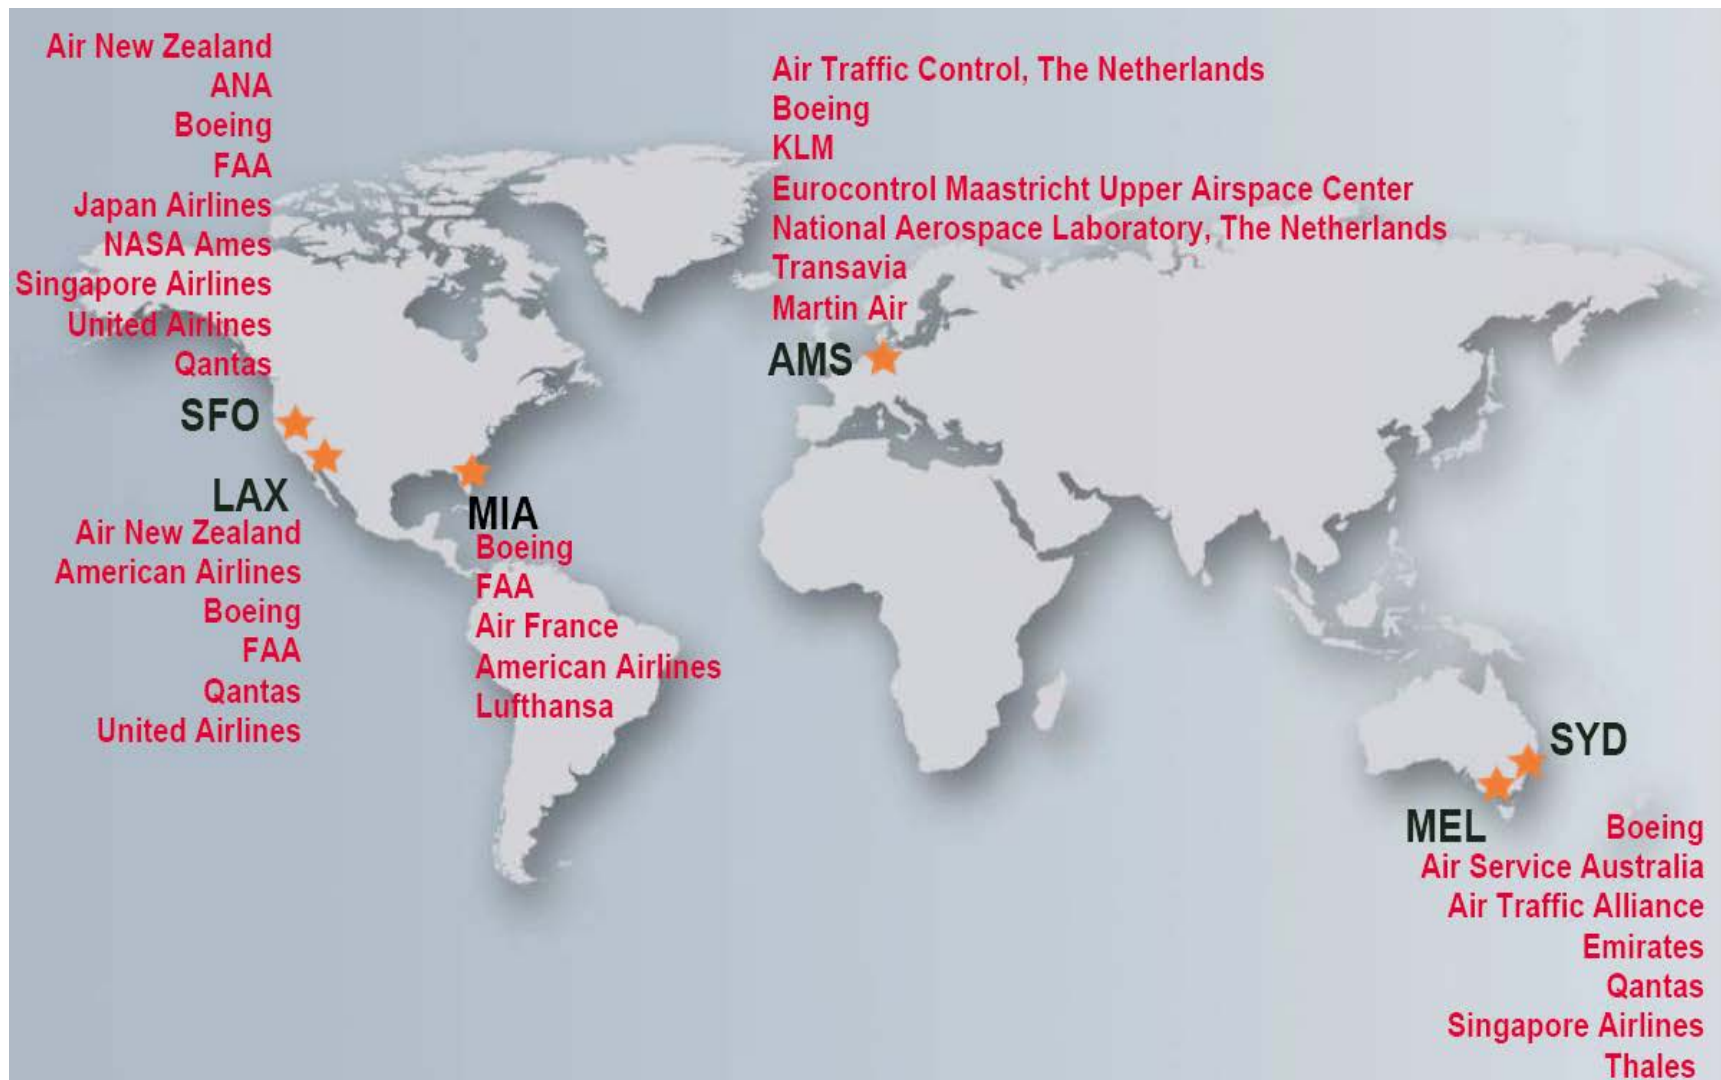 Air New Zealand
ANA
Boeing
FAA
Japan Airlines
NASA Ames
Singapore Airlines
United Airlines
Qantas
SFO
LAX
Air New Zealand
American Airlines
Boeing
FAA
Qantas
United Airlines
MIA
Boeing
FAA
Air France
American Airlines
Lufthansa
Air Traffic Control, The Netherlands
Boeing
KLM
Eurocontrol Maastricht Upper Airspace Center
National Aerospace Laboratory, The Netherlands
Transavia
Martin Air
AMS
SYD
MEL
Boeing
Air Service Australia
Air Traffic Alliance
Emirates
Qantas
Singapore Airlines
Thales